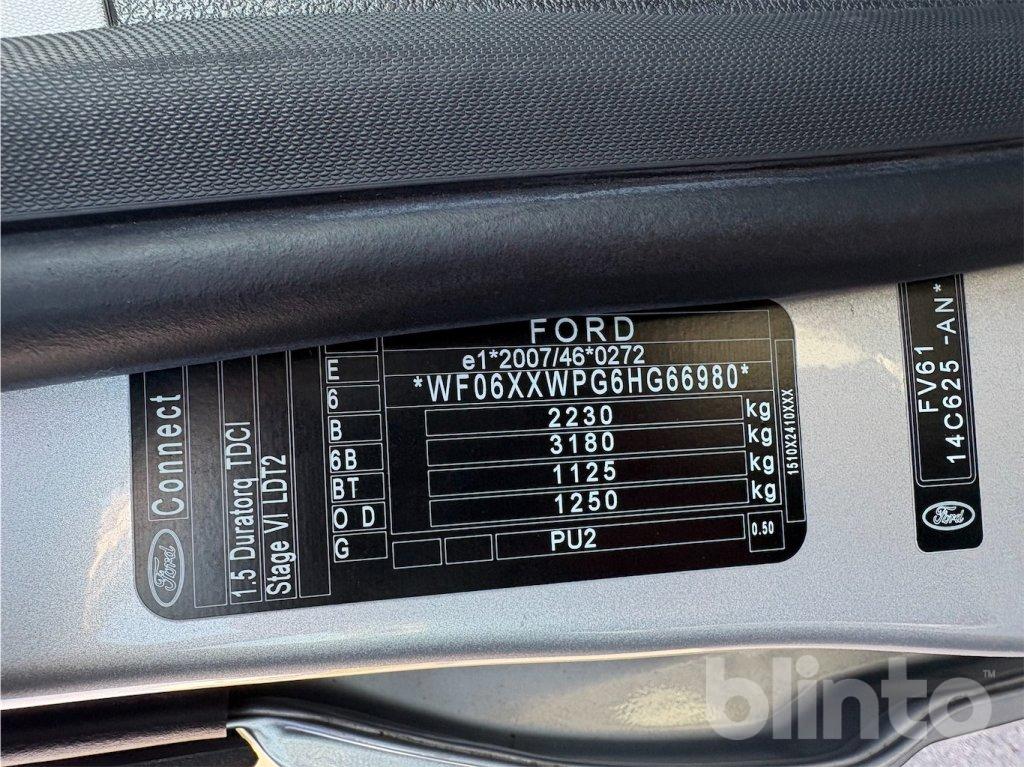 FORD
e1*2007/46*0272
*WF06XXWPG6HG66980*
2230 kg
3180 kg
1125 kg
1250 kg
PU2 0.50
1510X2410XXX
E
6
B
6B
BT
O D
G
Ford Connect
1.5 Duratorq TDCI
Stage VI LDT2
FV61
14C625 -AN*
Ford
blinto™